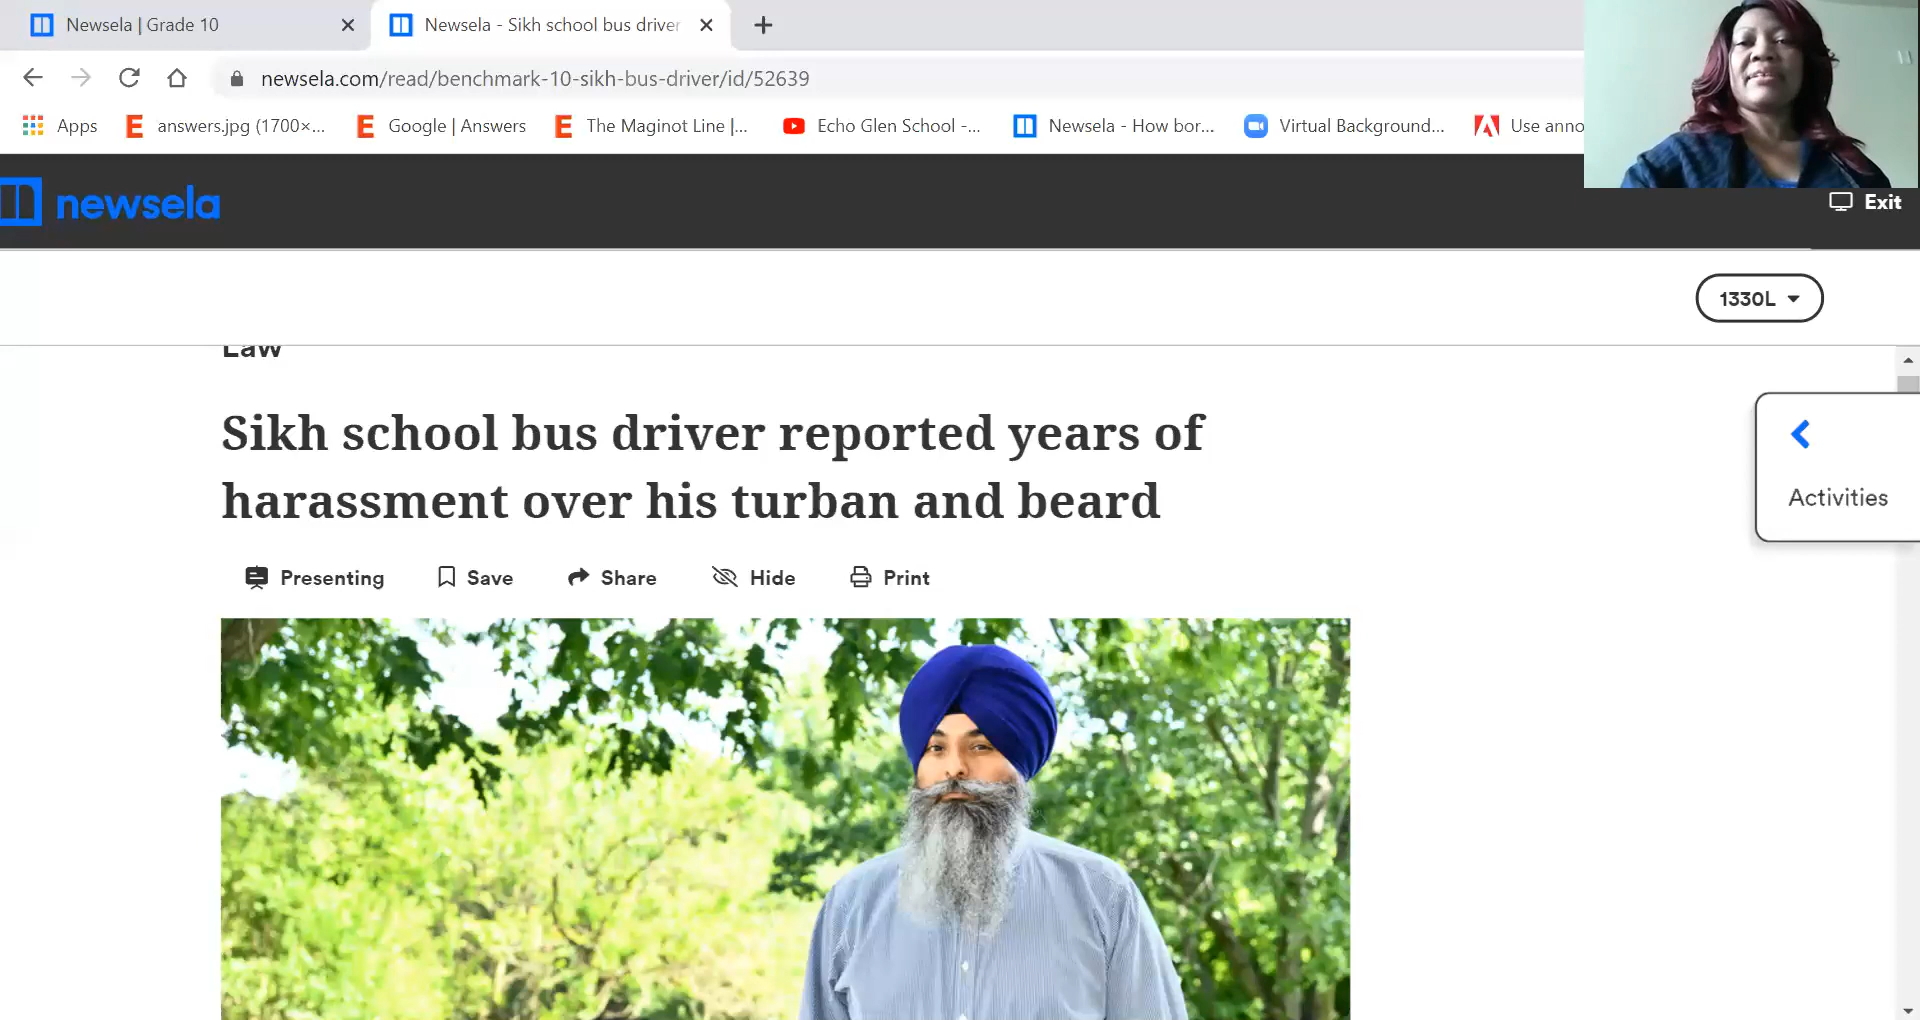 Newsela | Grade 10
Newsela - Sikh school bus driver
newsela.com/read/benchmark-10-sikh-bus-driver/id/52639
Apps
answers.jpg (1700×...
Google | Answers
The Maginot Line |...
Echo Glen School -...
Newsela - How bor...
Virtual Background...
Use anno
newsela
Exit
1330L
Law
Sikh school bus driver reported years of
harassment over his turban and beard
Activities
Presenting
Save
Share
Hide
Print